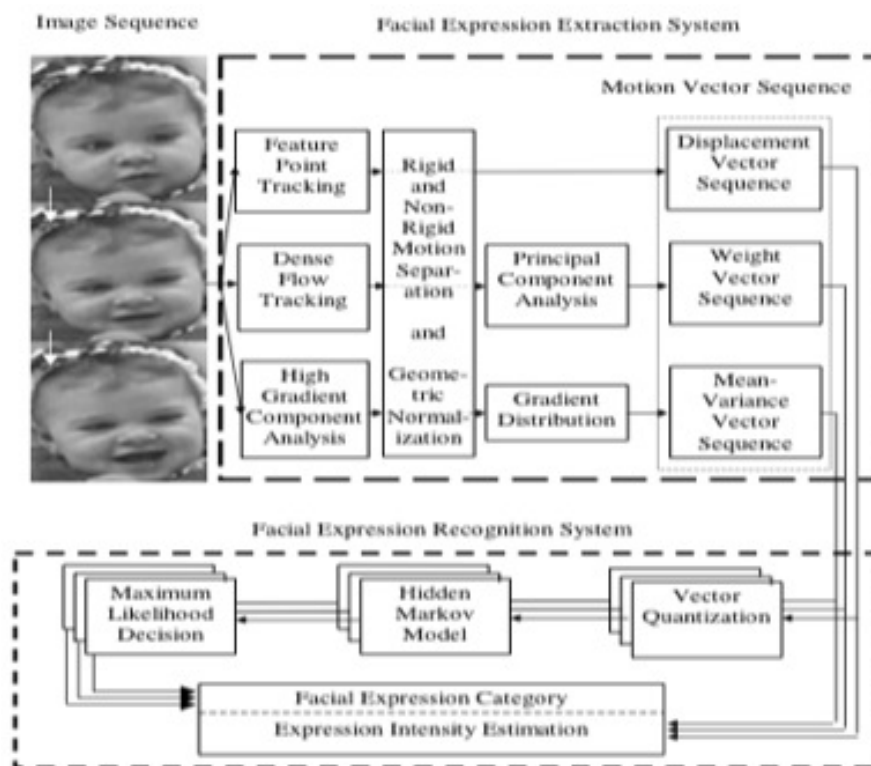 Image Sequence
Facial Expression Extraction System
Motion Vector Sequence
Feature
Point
Tracking
Dense
Flow
Tracking
High
Gradient
Component
Analysis
Rigid
and
Non-
Rigid
Motion
Separ-
ation
and
Geome-
tric
Normal-
ization
Principal
Component
Analysis
Gradient
Distribution
Displacement
Vector
Sequence
Weight
Vector
Sequence
Mean-
Variance
Vector
Sequence
Facial Expression Recognition System
Maximum
Likelihood
Decision
Hidden
Markov
Model
Vector
Quantization
Facial Expression Category
Expression Intensity Estimation